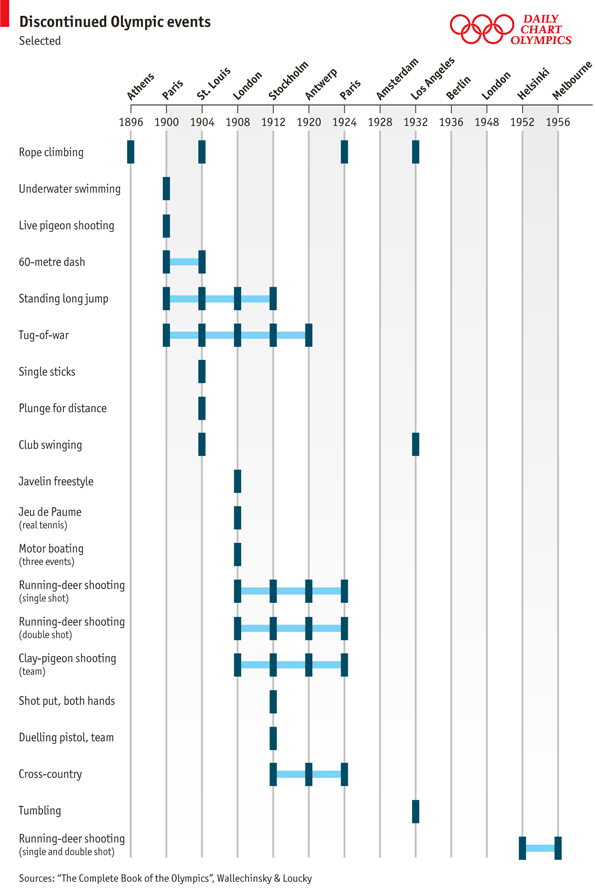 Discontinued Olympic events
Selected
DAILY
CHART
OLYMPICS
Athens
Paris
St. Louis
London
Stockholm
Antwerp
Paris
Amsterdam
Los Angeles
Berlin
London
Helsinki
Melbourne
1896 1900 1904 1908 1912 1920 1924 1928 1932 1936 1948 1952 1956
Rope climbing
Underwater swimming
Live pigeon shooting
60-metre dash
Standing long jump
Tug-of-war
Single sticks
Plunge for distance
Club swinging
Javelin freestyle
Jeu de Paume
(real tennis)
Motor boating
(three events)
Running-deer shooting
(single shot)
Running-deer shooting
(double shot)
Clay-pigeon shooting
(team)
Shot put, both hands
Duelling pistol, team
Cross-country
Tumbling
Running-deer shooting
(single and double shot)
Sources: “The Complete Book of the Olympics”, Wallechinsky & Loucky